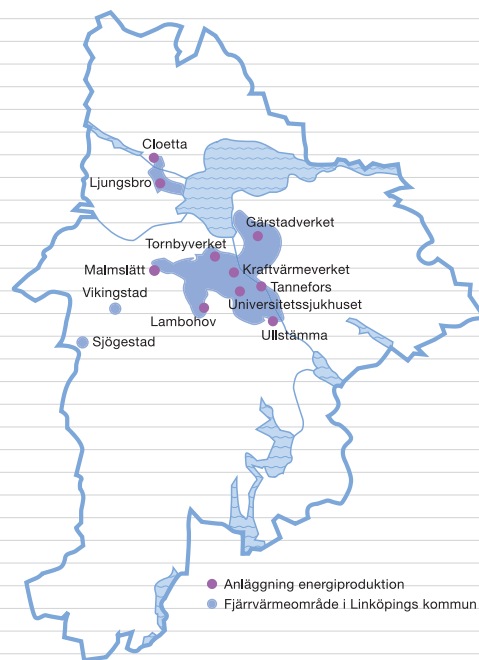 Cloetta
Ljungsbro
Gärstadverket
Tornbyverket
Malmslätt
Kraftvärmeverket
Tannefors
Vikingstad
Universitetssjukhuset
Lambohov
Ullstämma
Sjögestad
Anläggning energiproduktion
Fjärrvärmeområde i Linköpings kommun